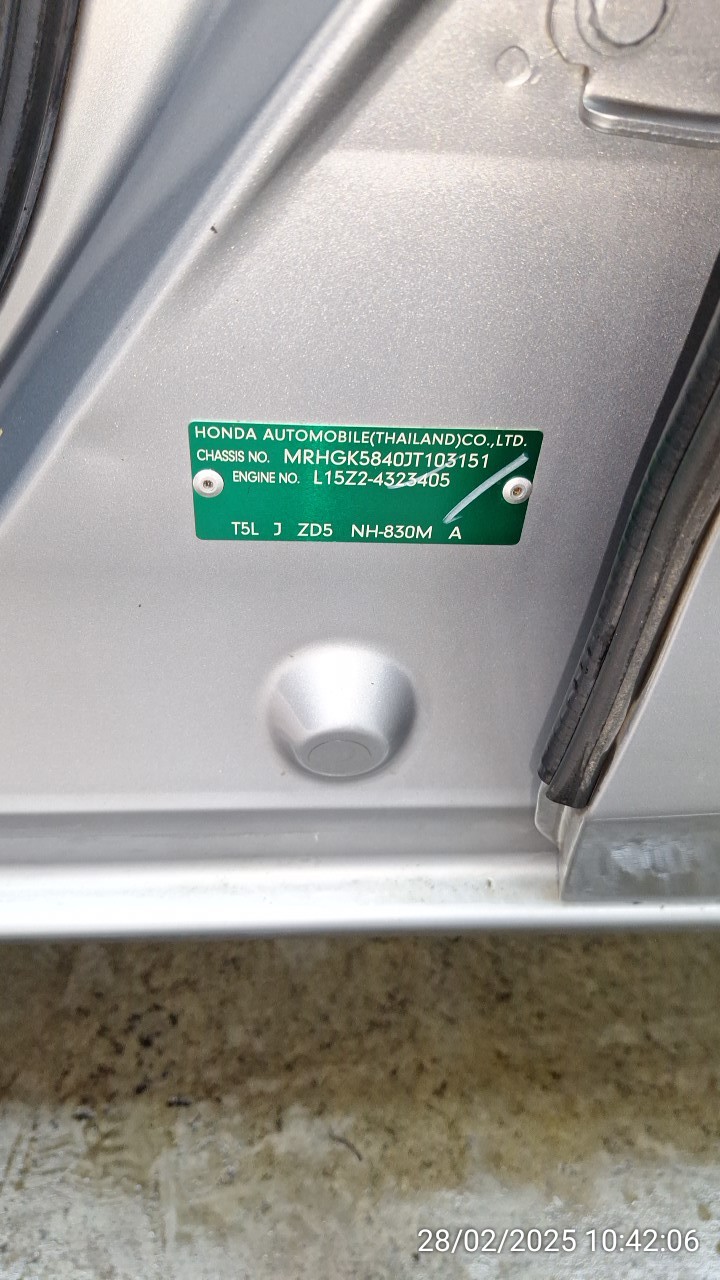 HONDA AUTOMOBILE(THAILAND)CO.,LTD.
CHASSIS NO. MRHGK5840JT103151
ENGINE NO. L15Z2-4323405
T5L J ZD5 NH-830M A
28/02/2025 10:42:06